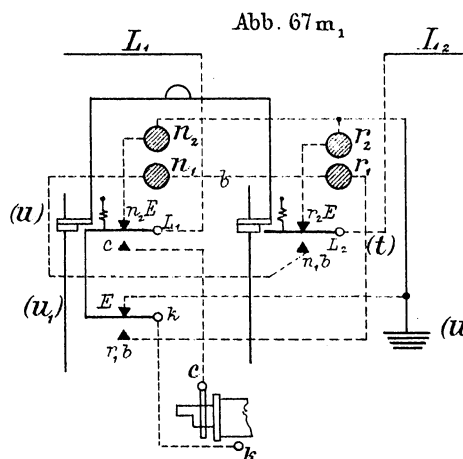 Abb. 67 m₁
L₁
L₂
n₂
r₂
n₁
b
r₁
(u)
n₂E
r₂E
L₁
L₂
(t)
c
n₁b
(u₁)
E
k
r₁b
(u
c
k